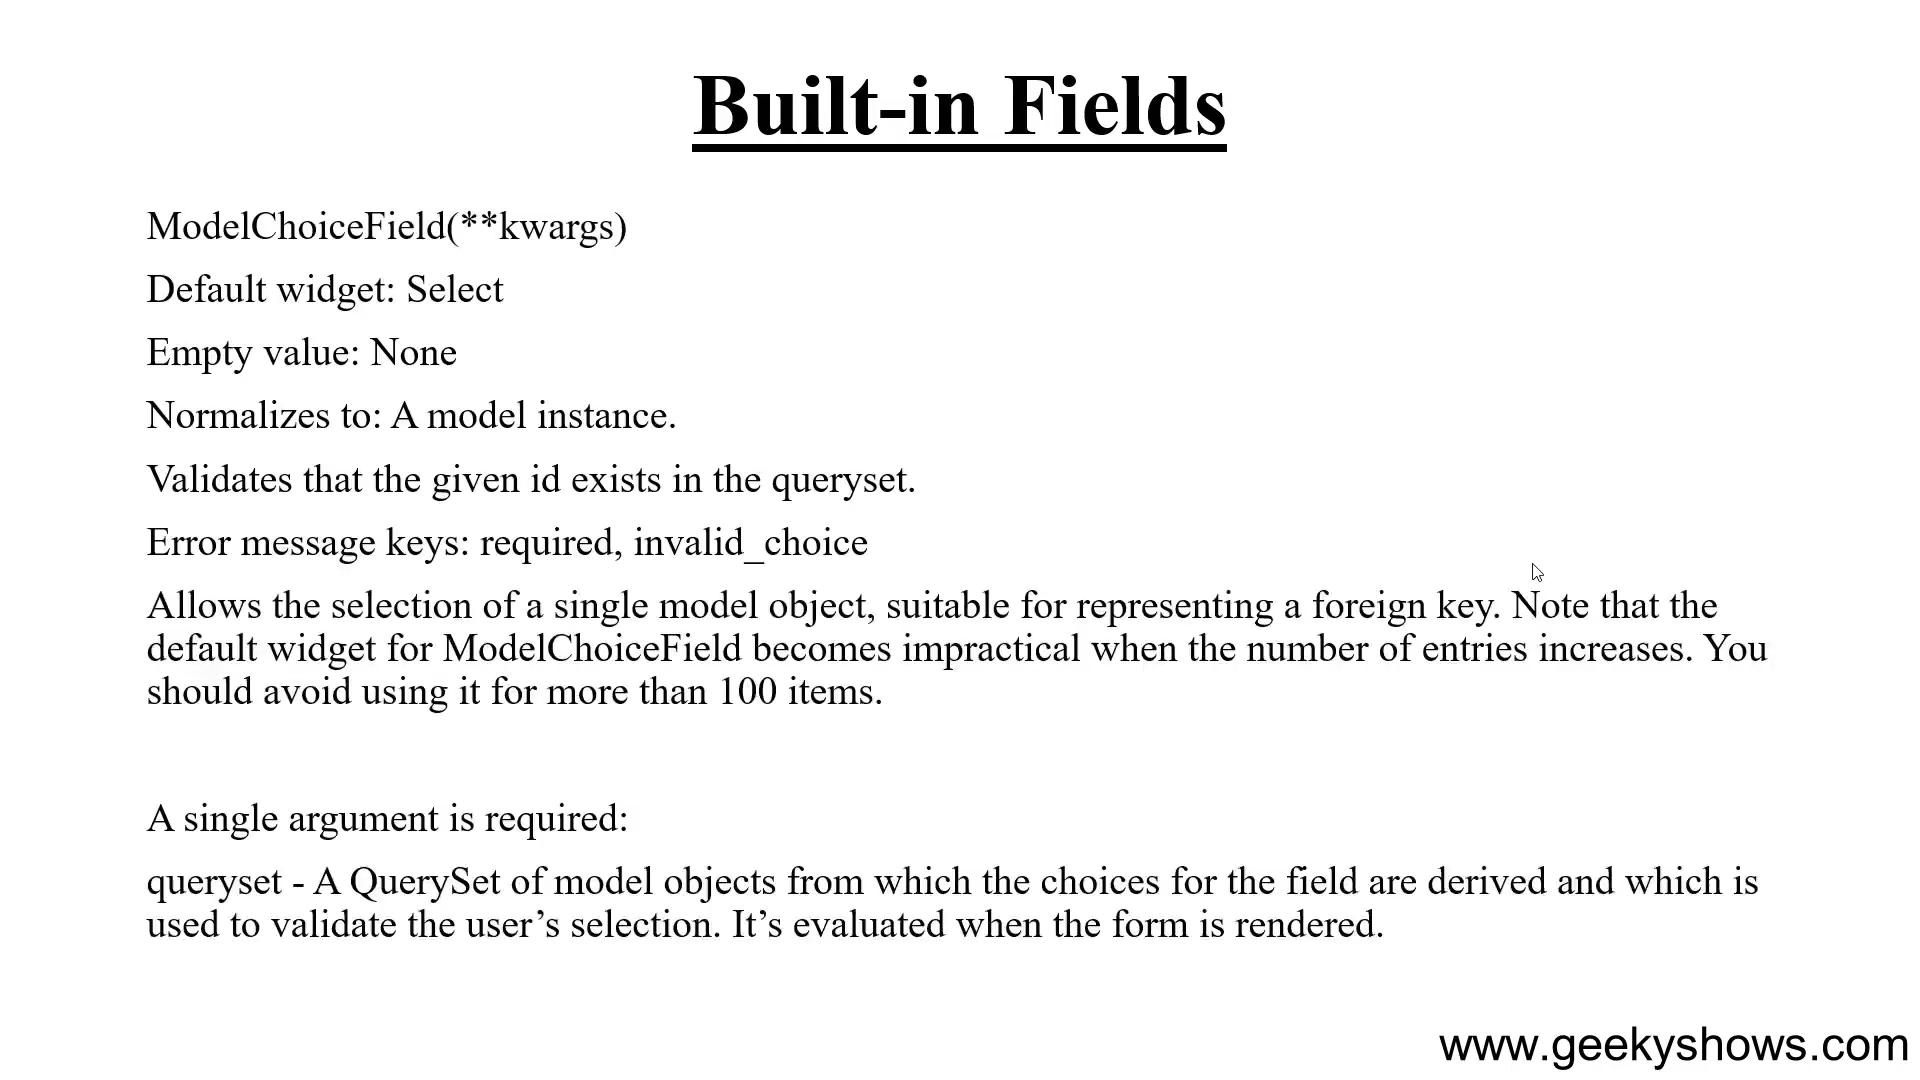 Built-in Fields
ModelChoiceField(**kwargs)
Default widget: Select
Empty value: None
Normalizes to: A model instance.
Validates that the given id exists in the queryset.
Error message keys: required, invalid_choice
Allows the selection of a single model object, suitable for representing a foreign key. Note that the
default widget for ModelChoiceField becomes impractical when the number of entries increases. You
should avoid using it for more than 100 items.
A single argument is required:
queryset - A QuerySet of model objects from which the choices for the field are derived and which is
used to validate the user’s selection. It’s evaluated when the form is rendered.
www.geekyshows.com